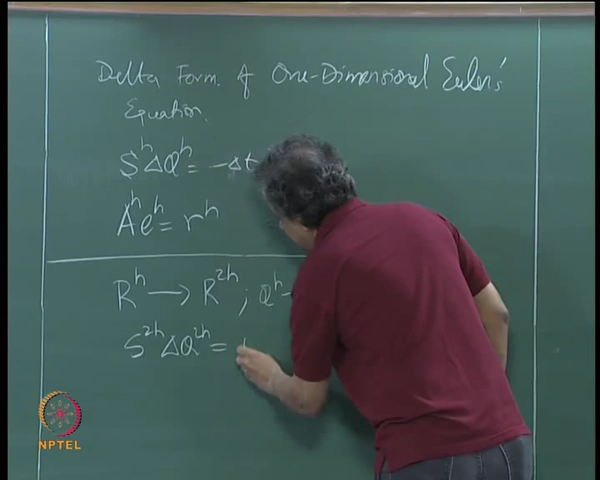 Delta Form of One-Dimensional Euler's
Equation.
S^h ΔQ^h = -Δt
A^h e^h = r^h
R^h → R^2h ; Q^h
S^2h ΔQ^2h =
NPTEL